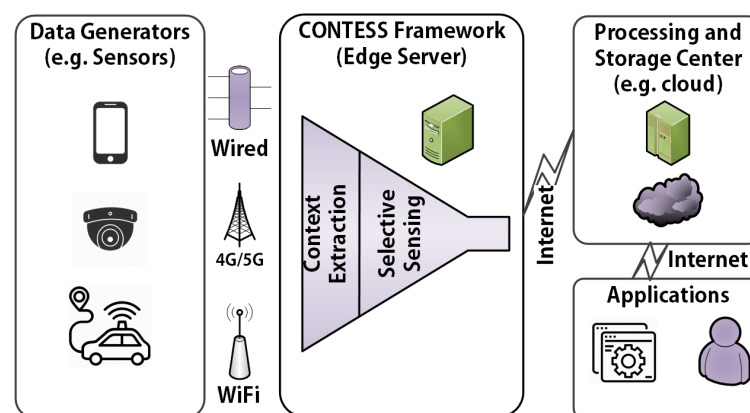 Data Generators
(e.g. Sensors)
Wired
4G/5G
WiFi
CONTESS Framework
(Edge Server)
Context
Extraction
Selective
Sensing
Internet
Processing and
Storage Center
(e.g. cloud)
Internet
Applications